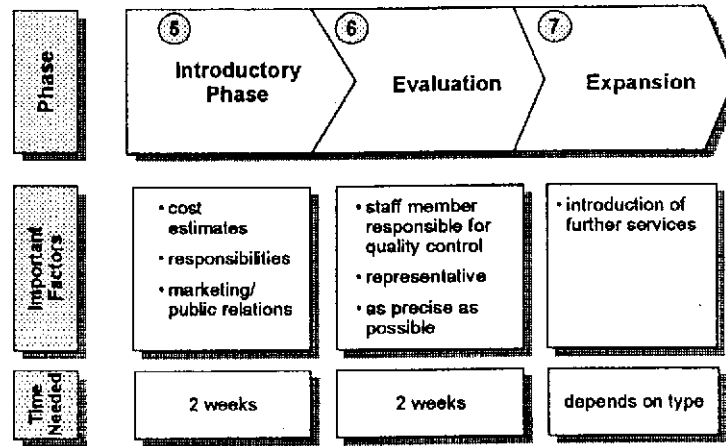 Phase
5
Introductory
Phase
6
Evaluation
7
Expansion
Important
Factors
• cost
estimates
• responsibilities
• marketing/
public relations
• staff member
responsible for
quality control
• representative
• as precise as
possible
• introduction of
further services
Time
Needed
2 weeks
2 weeks
depends on type